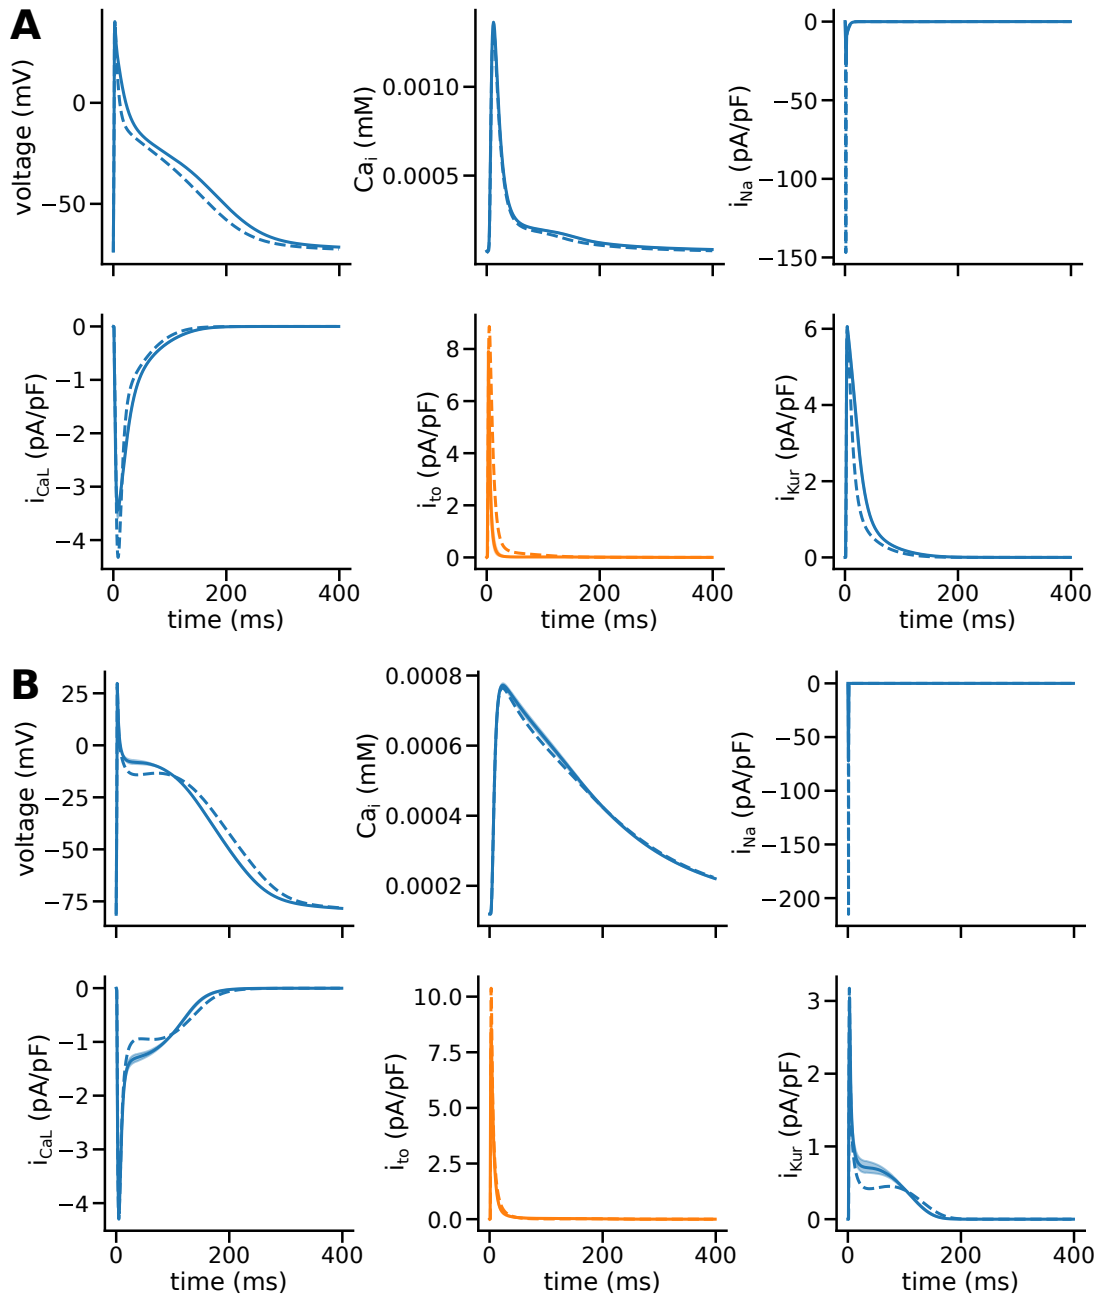 A
voltage (mV)
0
−50
Ca_i (mM)
0.0010
0.0005
i_Na (pA/pF)
0
−50
−100
−150
i_CaL (pA/pF)
0
−1
−2
−3
−4
0 200 400
time (ms)
i_to (pA/pF)
8
6
4
2
0
0 200 400
time (ms)
i_Kur (pA/pF)
6
4
2
0
0 200 400
time (ms)
B
voltage (mV)
25
0
−25
−50
−75
Ca_i (mM)
0.0008
0.0006
0.0004
0.0002
i_Na (pA/pF)
0
−50
−100
−150
−200
i_CaL (pA/pF)
0
−1
−2
−3
−4
0 200 400
time (ms)
i_to (pA/pF)
10.0
7.5
5.0
2.5
0.0
0 200 400
time (ms)
i_Kur (pA/pF)
3
2
1
0
0 200 400
time (ms)